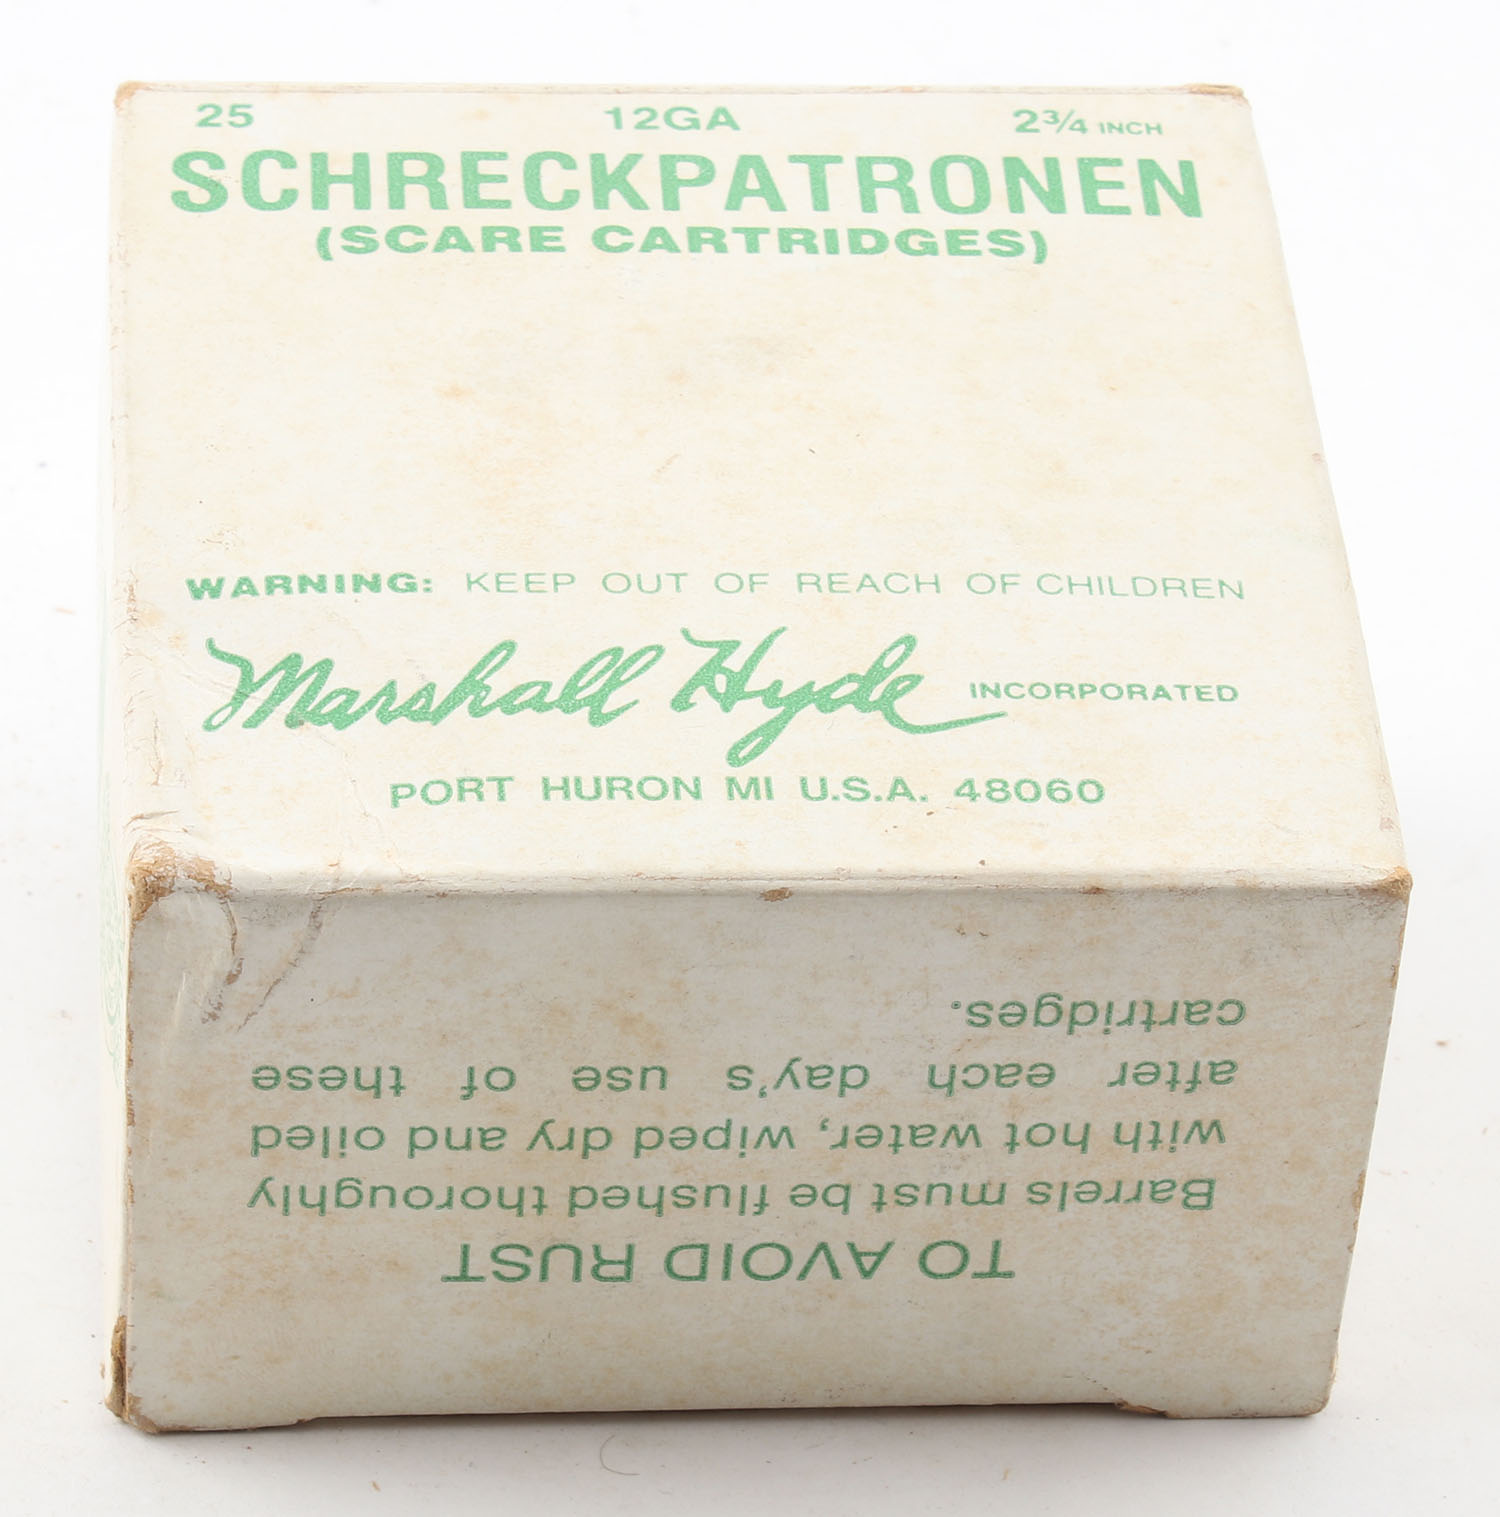 25 12GA 2¾ INCH
SCHRECKPATRONEN
(SCARE CARTRIDGES)
WARNING: KEEP OUT OF REACH OF CHILDREN
Marshall Hyde INCORPORATED
PORT HURON MI U.S.A. 48060
TO AVOID RUST
Barrels must be flushed thoroughly
with hot water, wiped dry and oiled
after each day's use of these
cartridges.